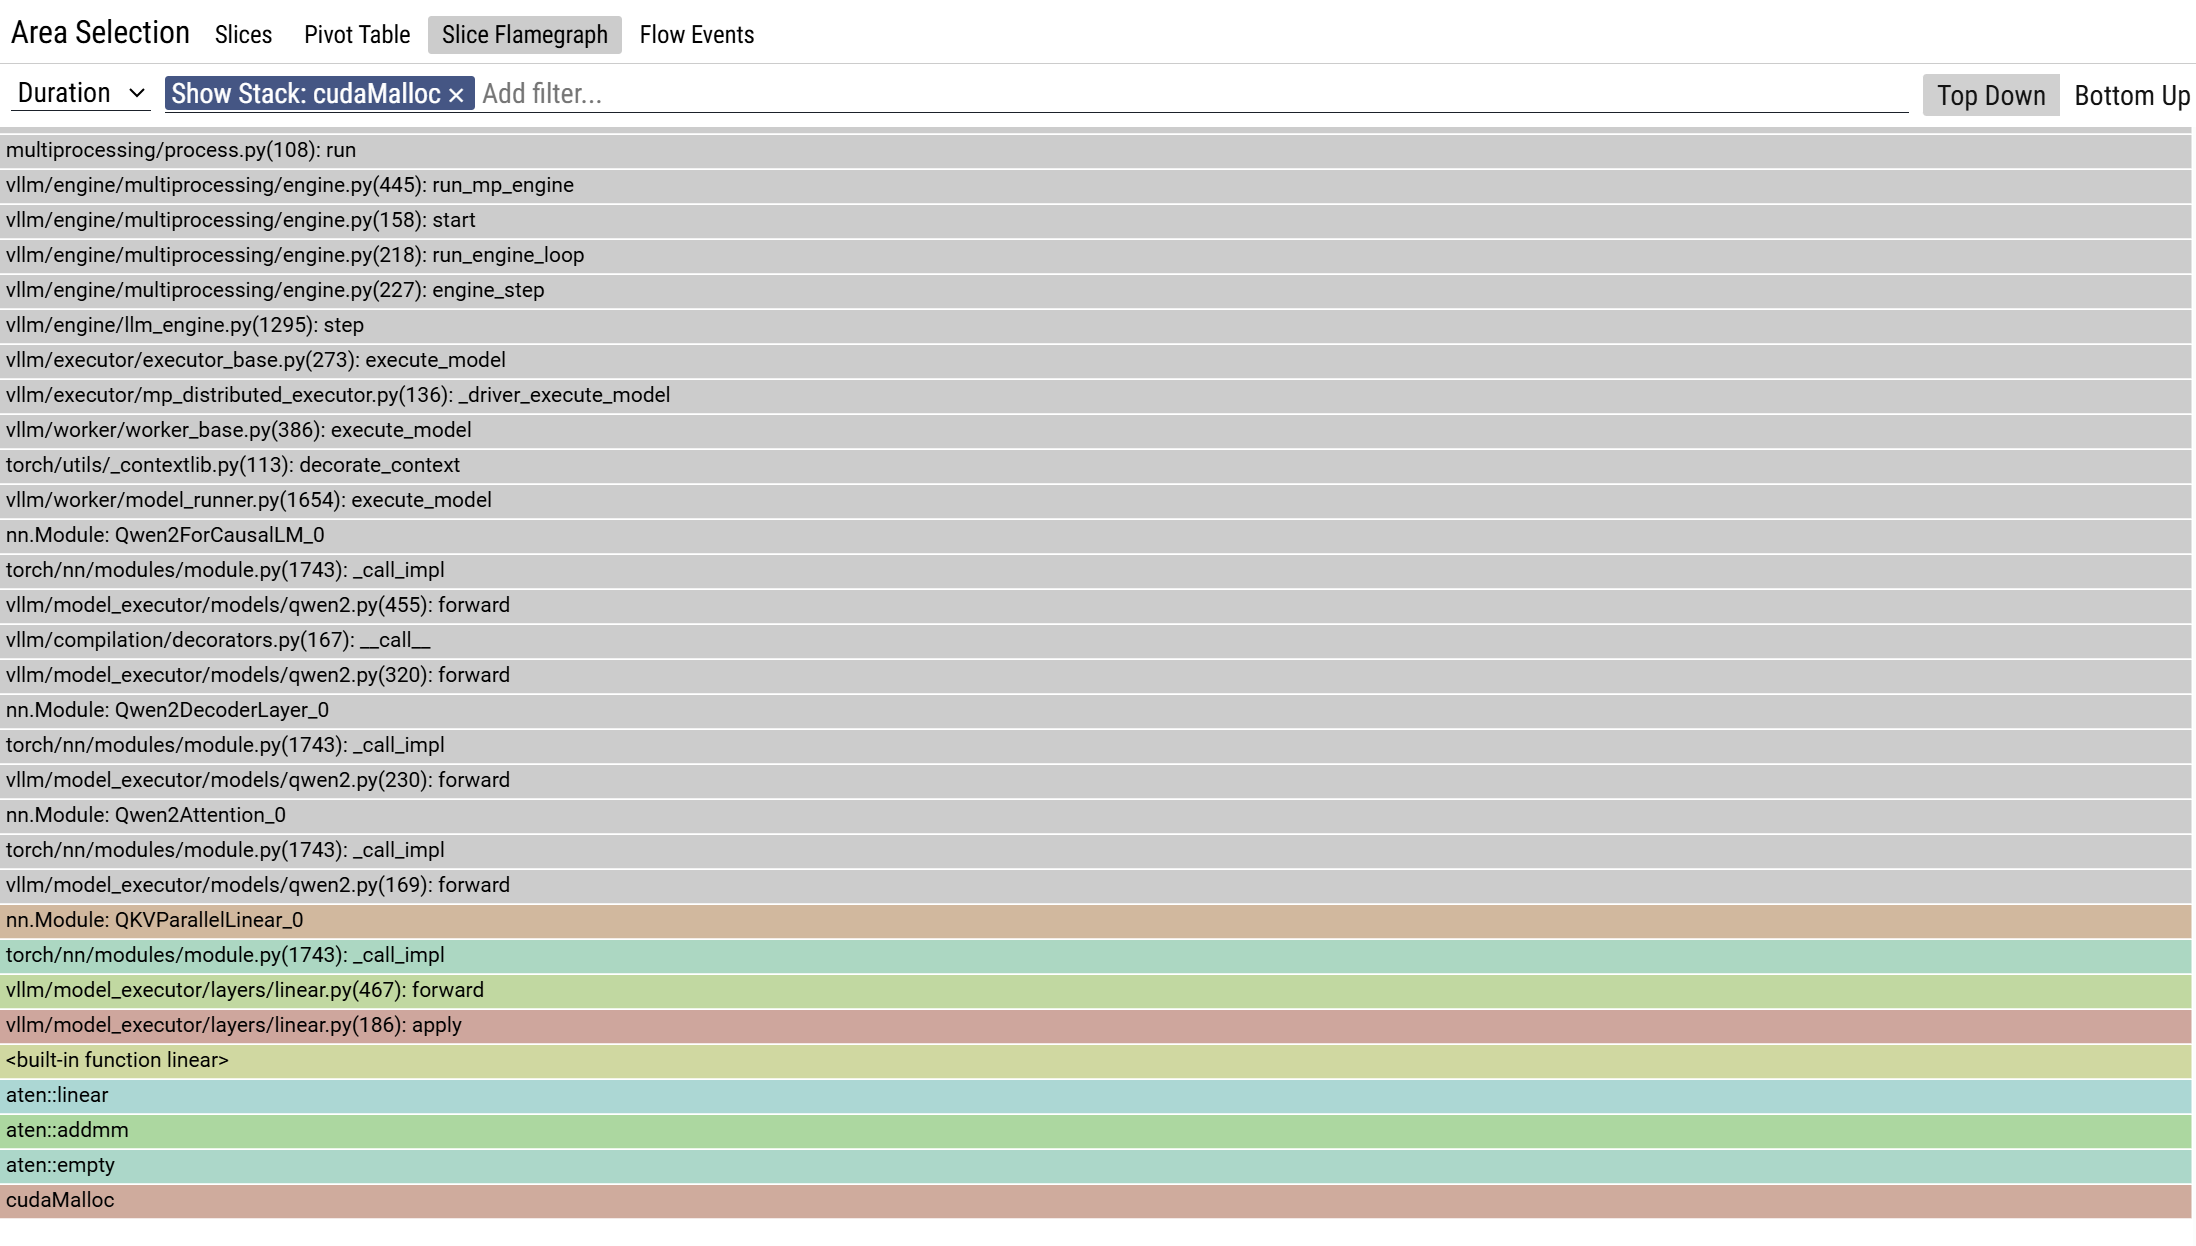 Area Selection Slices Pivot Table Slice Flamegraph Flow Events
Duration Show Stack: cudaMalloc × Add filter... Top Down Bottom Up
multiprocessing/process.py(108): run
vllm/engine/multiprocessing/engine.py(445): run_mp_engine
vllm/engine/multiprocessing/engine.py(158): start
vllm/engine/multiprocessing/engine.py(218): run_engine_loop
vllm/engine/multiprocessing/engine.py(227): engine_step
vllm/engine/llm_engine.py(1295): step
vllm/executor/executor_base.py(273): execute_model
vllm/executor/mp_distributed_executor.py(136): _driver_execute_model
vllm/worker/worker_base.py(386): execute_model
torch/utils/_contextlib.py(113): decorate_context
vllm/worker/model_runner.py(1654): execute_model
nn.Module: Qwen2ForCausalLM_0
torch/nn/modules/module.py(1743): _call_impl
vllm/model_executor/models/qwen2.py(455): forward
vllm/compilation/decorators.py(167): __call__
vllm/model_executor/models/qwen2.py(320): forward
nn.Module: Qwen2DecoderLayer_0
torch/nn/modules/module.py(1743): _call_impl
vllm/model_executor/models/qwen2.py(230): forward
nn.Module: Qwen2Attention_0
torch/nn/modules/module.py(1743): _call_impl
vllm/model_executor/models/qwen2.py(169): forward
nn.Module: QKVParallelLinear_0
torch/nn/modules/module.py(1743): _call_impl
vllm/model_executor/layers/linear.py(467): forward
vllm/model_executor/layers/linear.py(186): apply
<built-in function linear>
aten::linear
aten::addmm
aten::empty
cudaMalloc